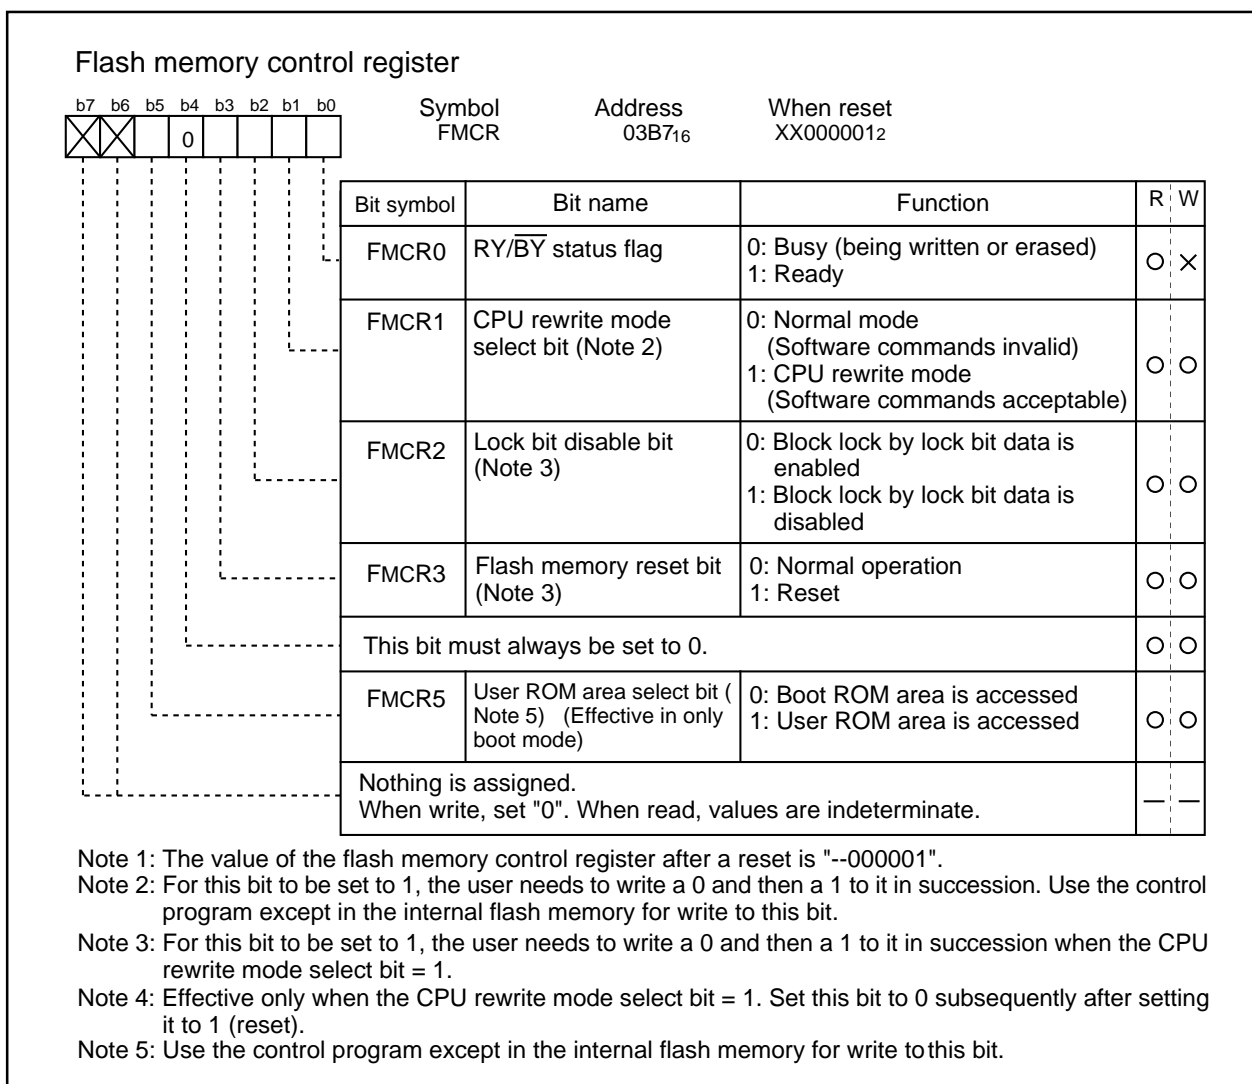 Flash memory control register
b7 b6 b5 b4 b3 b2 b1 b0
0
Symbol Address When reset
FMCR 03B716 XX0000012
Bit symbol Bit name Function R W
FMCR0 RY/BY status flag 0: Busy (being written or erased)
1: Ready
FMCR1 CPU rewrite mode 0: Normal mode
select bit (Note 2) (Software commands invalid)
1: CPU rewrite mode
(Software commands acceptable)
FMCR2 Lock bit disable bit 0: Block lock by lock bit data is
(Note 3) enabled
1: Block lock by lock bit data is
disabled
FMCR3 Flash memory reset bit 0: Normal operation
(Note 3) 1: Reset
This bit must always be set to 0.
FMCR5 User ROM area select bit ( 0: Boot ROM area is accessed
Note 5) (Effective in only 1: User ROM area is accessed
boot mode)
Nothing is assigned.
When write, set "0". When read, values are indeterminate.
Note 1: The value of the flash memory control register after a reset is "--000001".
Note 2: For this bit to be set to 1, the user needs to write a 0 and then a 1 to it in succession. Use the control
program except in the internal flash memory for write to this bit.
Note 3: For this bit to be set to 1, the user needs to write a 0 and then a 1 to it in succession when the CPU
rewrite mode select bit = 1.
Note 4: Effective only when the CPU rewrite mode select bit = 1. Set this bit to 0 subsequently after setting
it to 1 (reset).
Note 5: Use the control program except in the internal flash memory for write to this bit.